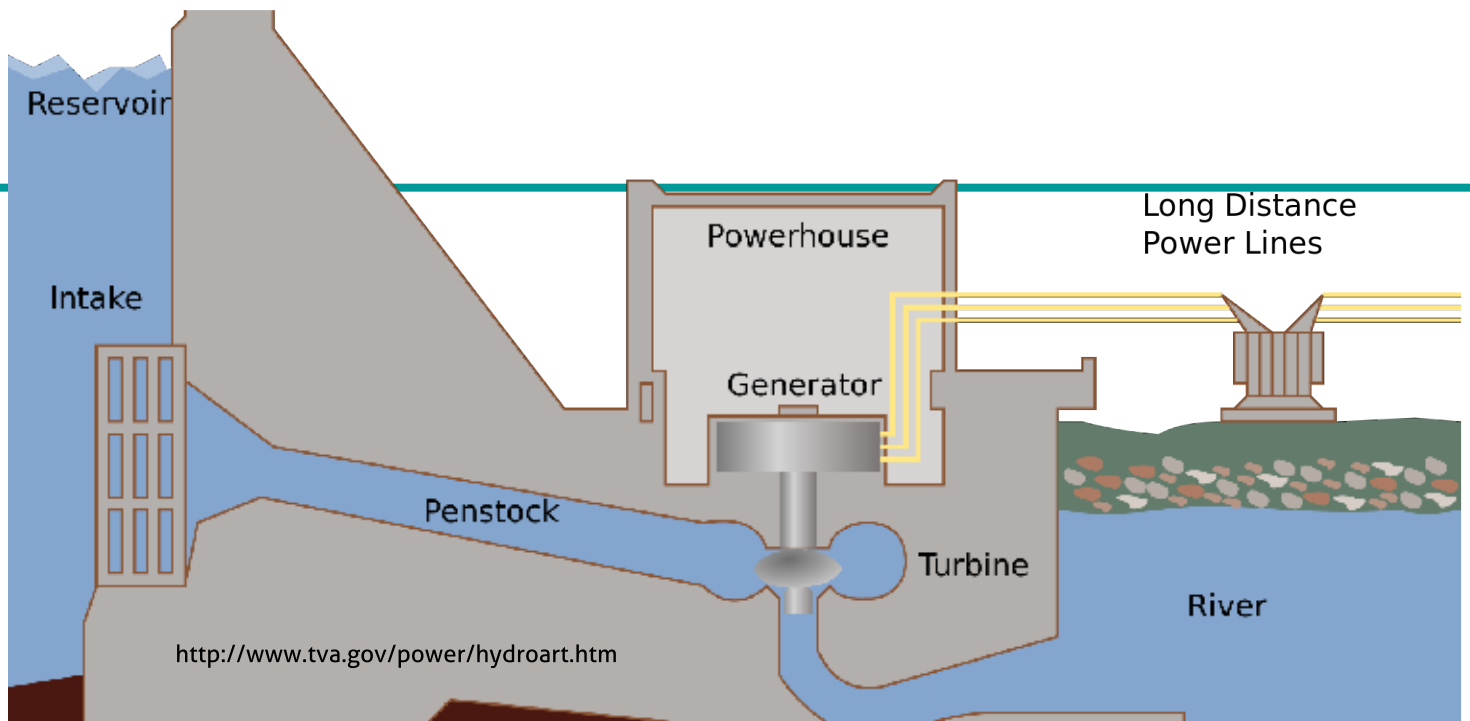 Reservoir
Long Distance
Power Lines
Powerhouse
Intake
Generator
Penstock
Turbine
River
http://www.tva.gov/power/hydroart.htm